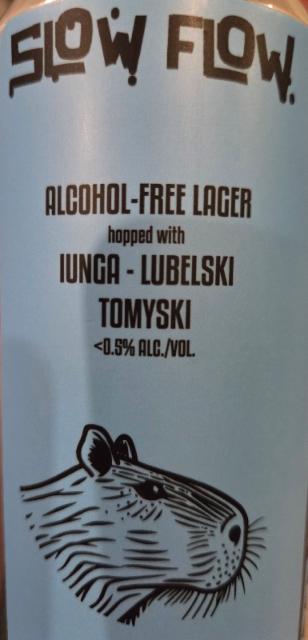 SLOW FLOW
ALCOHOL-FREE LAGER
hopped with
IUNGA - LUBELSKI
TOMYSKI
<0.5% ALC./VOL.